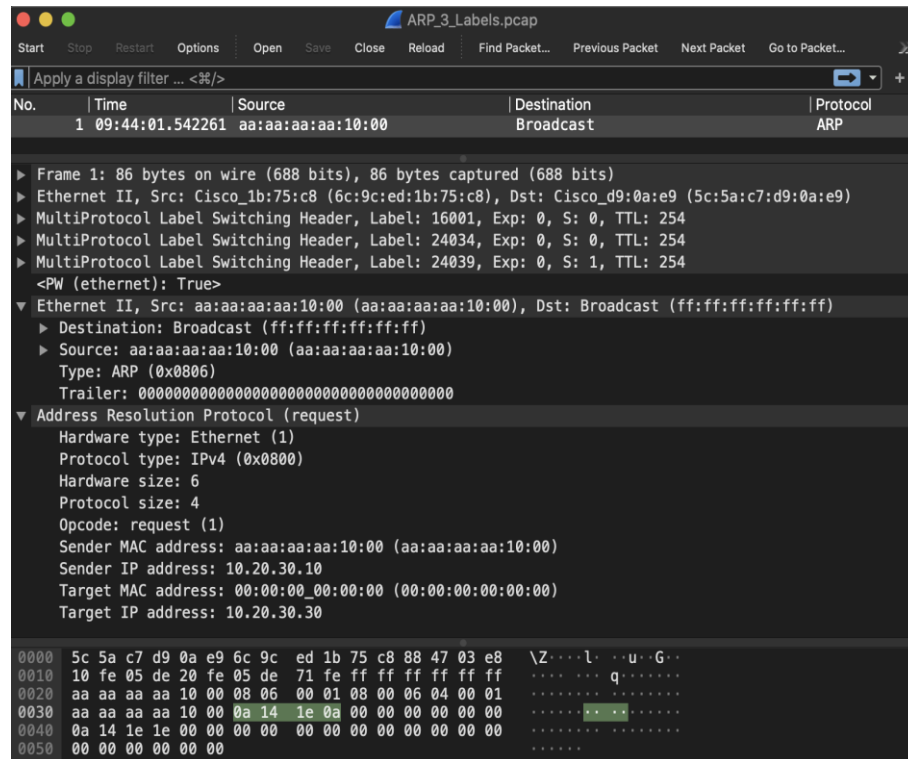 ARP_3_Labels.pcap
Start Stop Restart Options Open Save Close Reload Find Packet... Previous Packet Next Packet Go to Packet...
Apply a display filter ... <⌘/>
No. Time Source Destination Protocol
1 09:44:01.542261 aa:aa:aa:aa:10:00 Broadcast ARP
Frame 1: 86 bytes on wire (688 bits), 86 bytes captured (688 bits)
Ethernet II, Src: Cisco_1b:75:c8 (6c:9c:ed:1b:75:c8), Dst: Cisco_d9:0a:e9 (5c:5a:c7:d9:0a:e9)
MultiProtocol Label Switching Header, Label: 16001, Exp: 0, S: 0, TTL: 254
MultiProtocol Label Switching Header, Label: 24034, Exp: 0, S: 0, TTL: 254
MultiProtocol Label Switching Header, Label: 24039, Exp: 0, S: 1, TTL: 254
<PW (ethernet): True>
Ethernet II, Src: aa:aa:aa:aa:10:00 (aa:aa:aa:aa:10:00), Dst: Broadcast (ff:ff:ff:ff:ff:ff)
Destination: Broadcast (ff:ff:ff:ff:ff:ff)
Source: aa:aa:aa:aa:10:00 (aa:aa:aa:aa:10:00)
Type: ARP (0x0806)
Trailer: 000000000000000000000000000000000000
Address Resolution Protocol (request)
Hardware type: Ethernet (1)
Protocol type: IPv4 (0x0800)
Hardware size: 6
Protocol size: 4
Opcode: request (1)
Sender MAC address: aa:aa:aa:aa:10:00 (aa:aa:aa:aa:10:00)
Sender IP address: 10.20.30.10
Target MAC address: 00:00:00_00:00:00 (00:00:00:00:00:00)
Target IP address: 10.20.30.30
0000 5c 5a c7 d9 0a e9 6c 9c ed 1b 75 c8 88 47 03 e8 \Z····l· ··u··G··
0010 10 fe 05 de 20 fe 05 de 71 fe ff ff ff ff ff ff ···· ··· q·······
0020 aa aa aa aa 10 00 08 06 00 01 08 00 06 04 00 01 ········ ········
0030 aa aa aa aa 10 00 0a 14 1e 0a 00 00 00 00 00 00 ········ ········
0040 0a 14 1e 1e 00 00 00 00 00 00 00 00 00 00 00 00 ········ ········
0050 00 00 00 00 00 00 ······